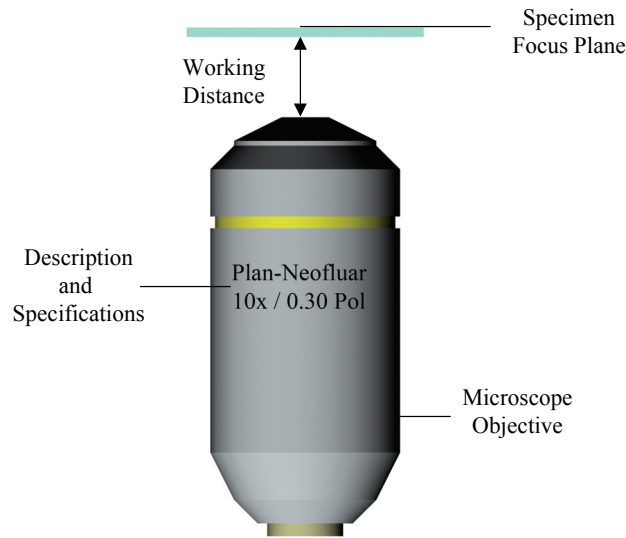 Specimen
Focus Plane
Working
Distance
Description
and
Specifications
Plan-Neofluar
10x / 0.30 Pol
Microscope
Objective